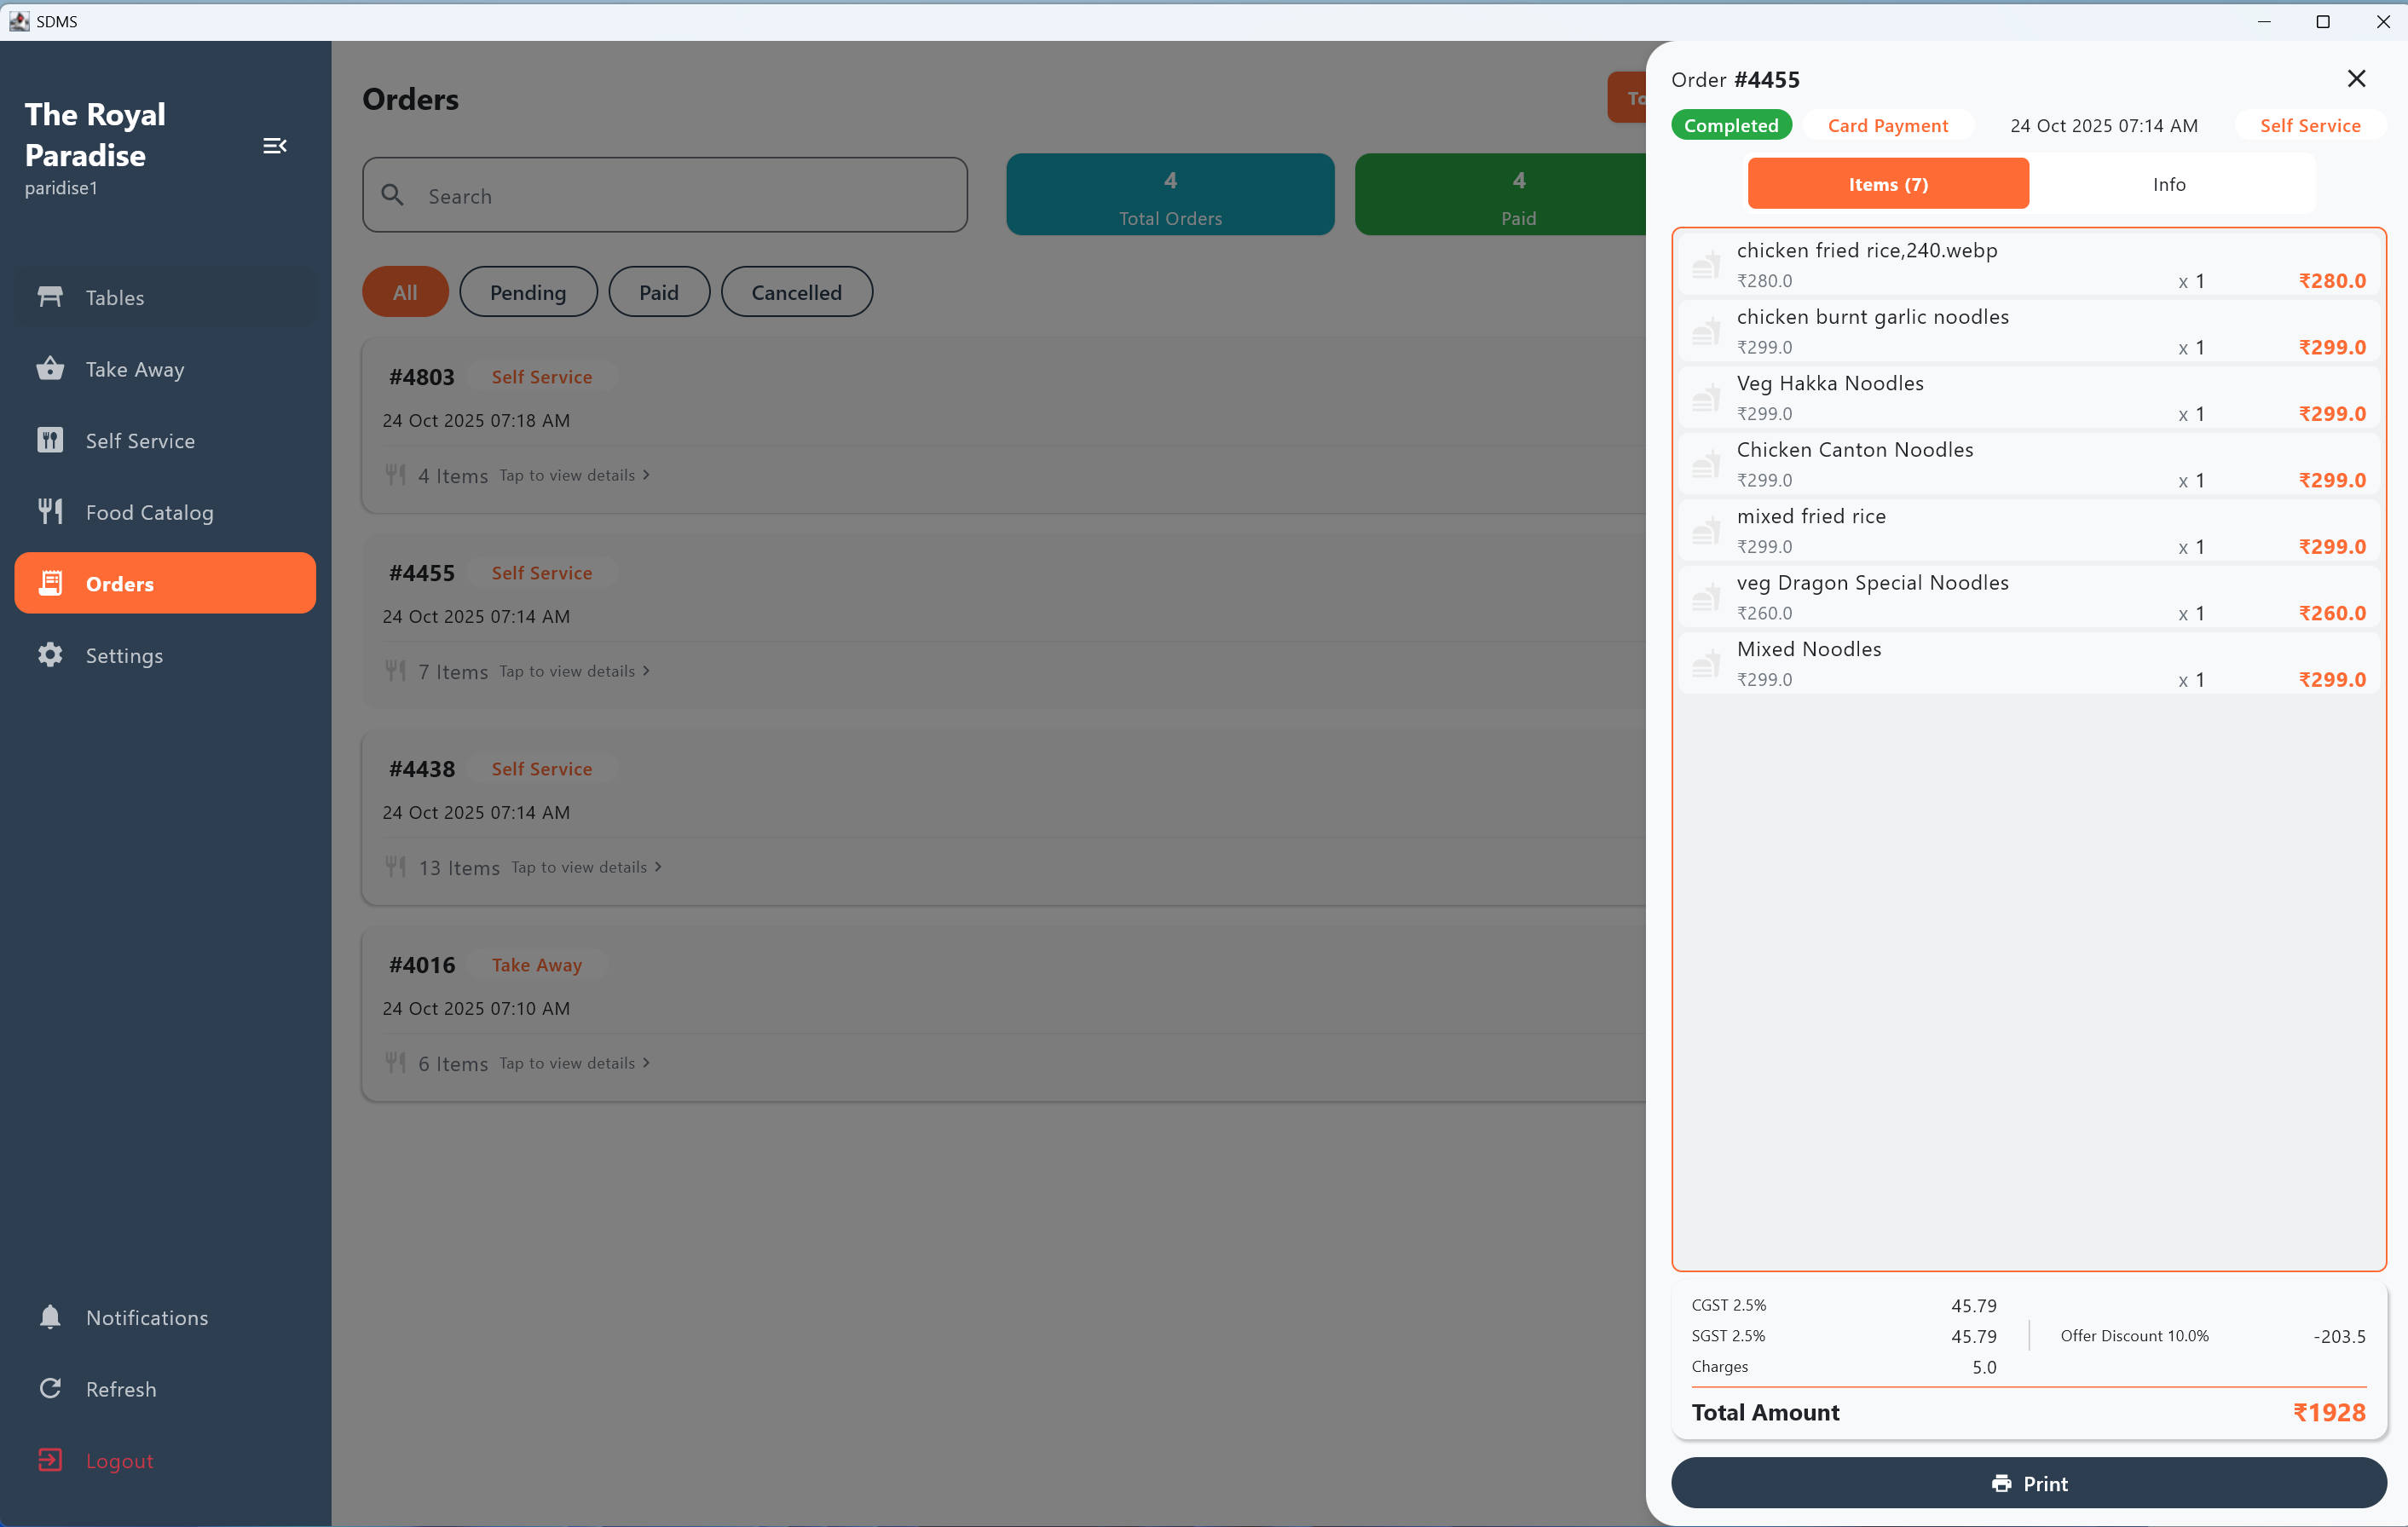 SDMS
The Royal
Paradise
paridise1
Tables
Take Away
Self Service
Food Catalog
Orders
Settings
Notifications
Refresh
Logout
Orders
Search
4
Total Orders
4
Paid
All
Pending
Paid
Cancelled
#4803 Self Service
24 Oct 2025 07:18 AM
4 Items Tap to view details
#4455 Self Service
24 Oct 2025 07:14 AM
7 Items Tap to view details
#4438 Self Service
24 Oct 2025 07:14 AM
13 Items Tap to view details
#4016 Take Away
24 Oct 2025 07:10 AM
6 Items Tap to view details
Order #4455
Completed Card Payment 24 Oct 2025 07:14 AM Self Service
Items (7) Info
chicken fried rice,240.webp
₹280.0 x 1 ₹280.0
chicken burnt garlic noodles
₹299.0 x 1 ₹299.0
Veg Hakka Noodles
₹299.0 x 1 ₹299.0
Chicken Canton Noodles
₹299.0 x 1 ₹299.0
mixed fried rice
₹299.0 x 1 ₹299.0
veg Dragon Special Noodles
₹260.0 x 1 ₹260.0
Mixed Noodles
₹299.0 x 1 ₹299.0
CGST 2.5% 45.79
SGST 2.5% 45.79 Offer Discount 10.0% -203.5
Charges 5.0
Total Amount ₹1928
Print